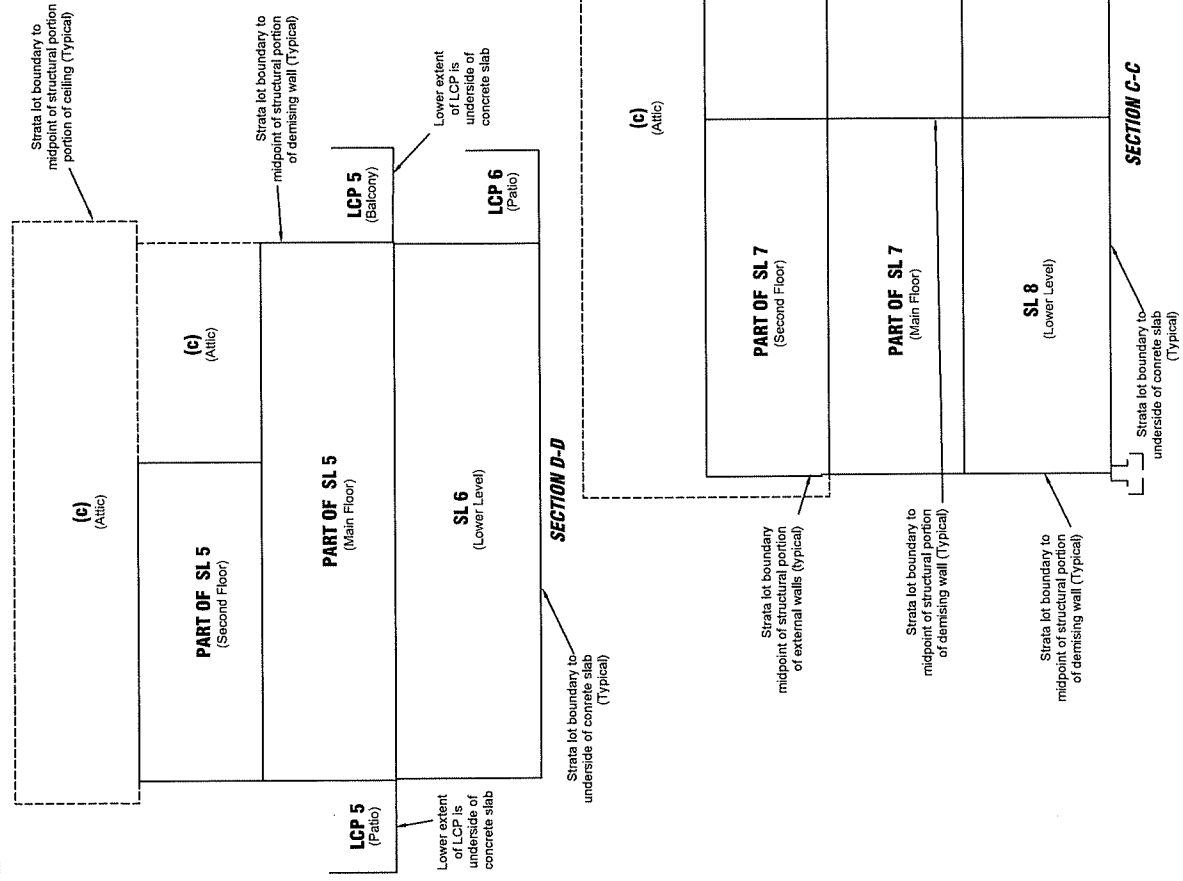 Strata lot boundary to
midpoint of structural portion
portion of ceiling (Typical)
(c)
(Attic)
(c)
(Attic)
Strata lot boundary to
midpoint of structural portion
of demising wall (Typical)
PART OF SL 5
(Second Floor)
LCP 5
(Balcony)
Lower extent
of LCP is
underside of
concrete slab
PART OF SL 5
(Main Floor)
LCP 5
(Patio)
Lower extent
of LCP is
underside of
concrete slab
SL 6
(Lower Level)
LCP 6
(Patio)
Strata lot boundary to
underside of conrete slab
(Typical)
SECTION D-D
(c)
(Attic)
PART OF SL 7
(Second Floor)
Strata lot boundary
midpoint of structural portion
of external walls (typical)
PART OF SL 7
(Main Floor)
Strata lot boundary to
midpoint of structural portion
of demising wall (Typical)
SL 8
(Lower Level)
Strata lot boundary to
midpoint of structural portion
of demising wall (Typical)
Strata lot boundary to
underside of conrete slab
(Typical)
SECTION C-C